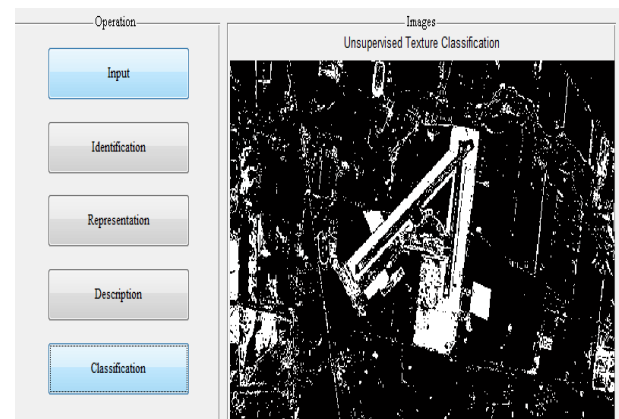 Operation
Input
Identification
Representation
Description
Classification
Images
Unsupervised Texture Classification